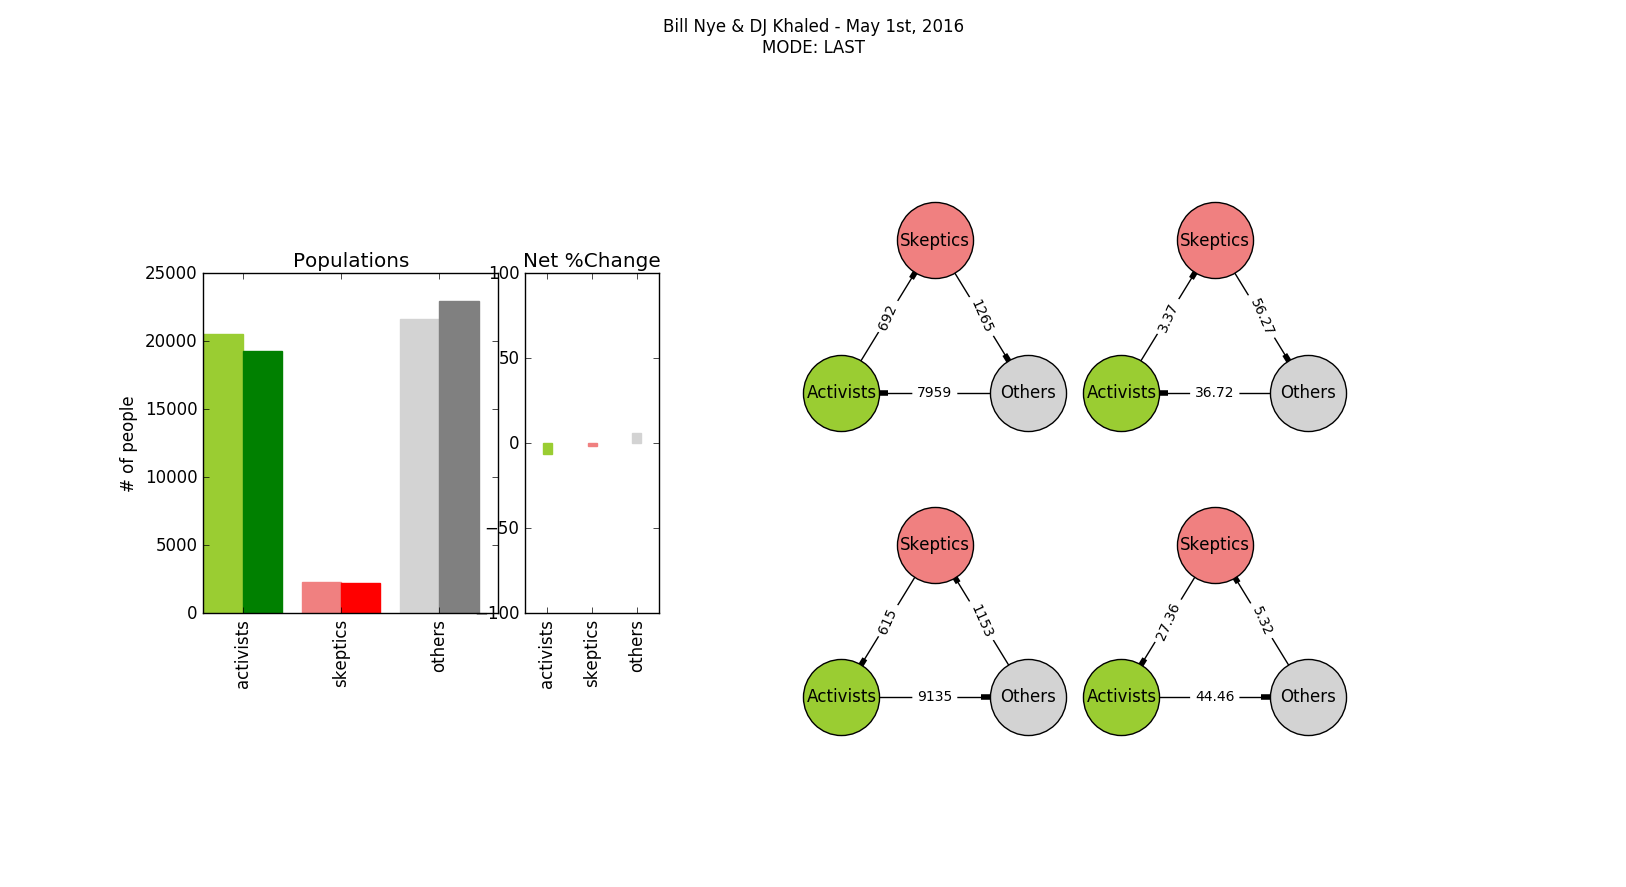 Bill Nye & DJ Khaled - May 1st, 2016
MODE: LAST
Populations
# of people
25000
20000
15000
10000
5000
0
activists
skeptics
others
Net %Change
100
50
0
−50
−100
activists
skeptics
others
Skeptics
692
1265
Activists
7959
Others
Skeptics
3.37
56.27
Activists
36.72
Others
Skeptics
615
1153
Activists
9135
Others
Skeptics
27.36
5.32
Activists
44.46
Others